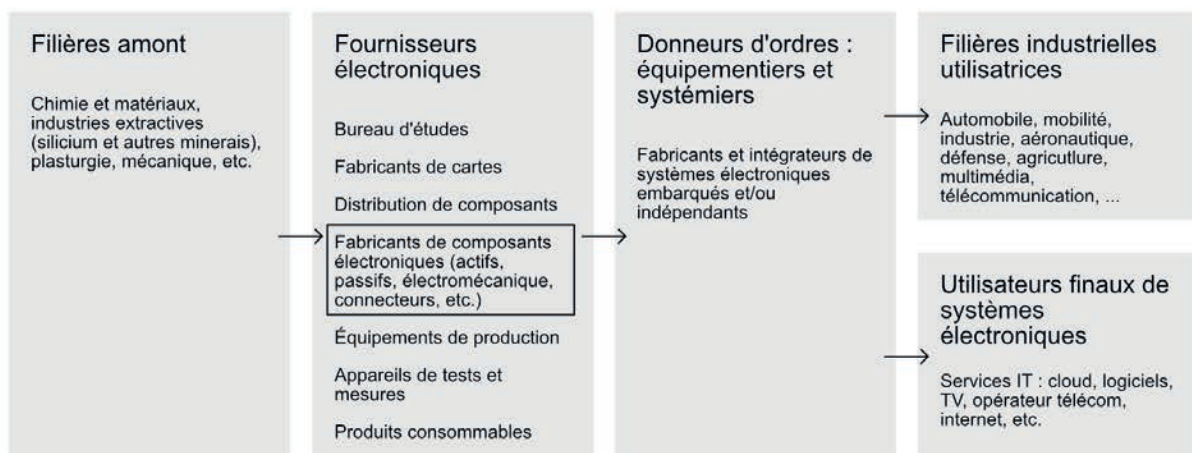 Filières amont
Chimie et matériaux,
industries extractives
(silicium et autres minerais),
plasturgie, mécanique, etc.
Fournisseurs
électroniques
Bureau d'études
Fabricants de cartes
Distribution de composants
Fabricants de composants
électroniques (actifs,
passifs, électromécanique,
connecteurs, etc.)
Équipements de production
Appareils de tests et
mesures
Produits consommables
Donneurs d'ordres :
équipementiers et
systémiers
Fabricants et intégrateurs de
systèmes électroniques
embarqués et/ou
indépendants
Filières industrielles
utilisatrices
Automobile, mobilité,
industrie, aéronautique,
défense, agricutlure,
multimédia,
télécommunication, ...
Utilisateurs finaux de
systèmes
électroniques
Services IT : cloud, logiciels,
TV, opérateur télécom,
internet, etc.